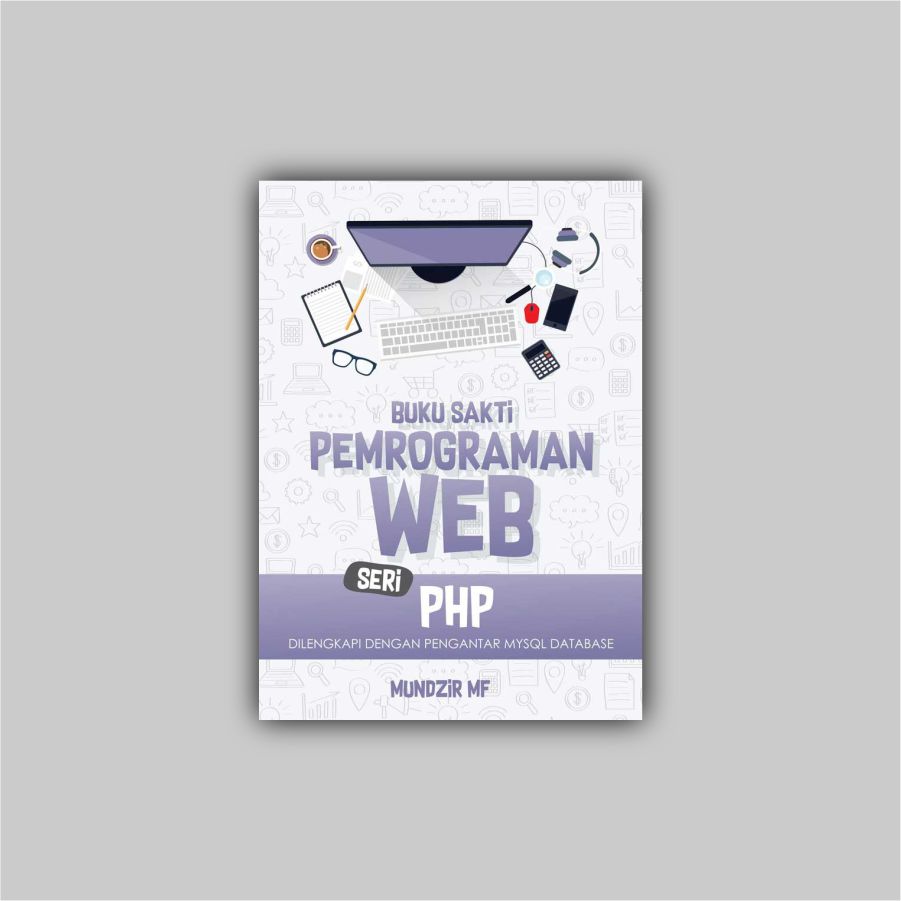 BUKU SAKTi
PEMROGRAMAN
WEB
SERi
PHP
DILENGKAPI DENGAN PENGANTAR MYSQL DATABASE
MUNDZiR MF